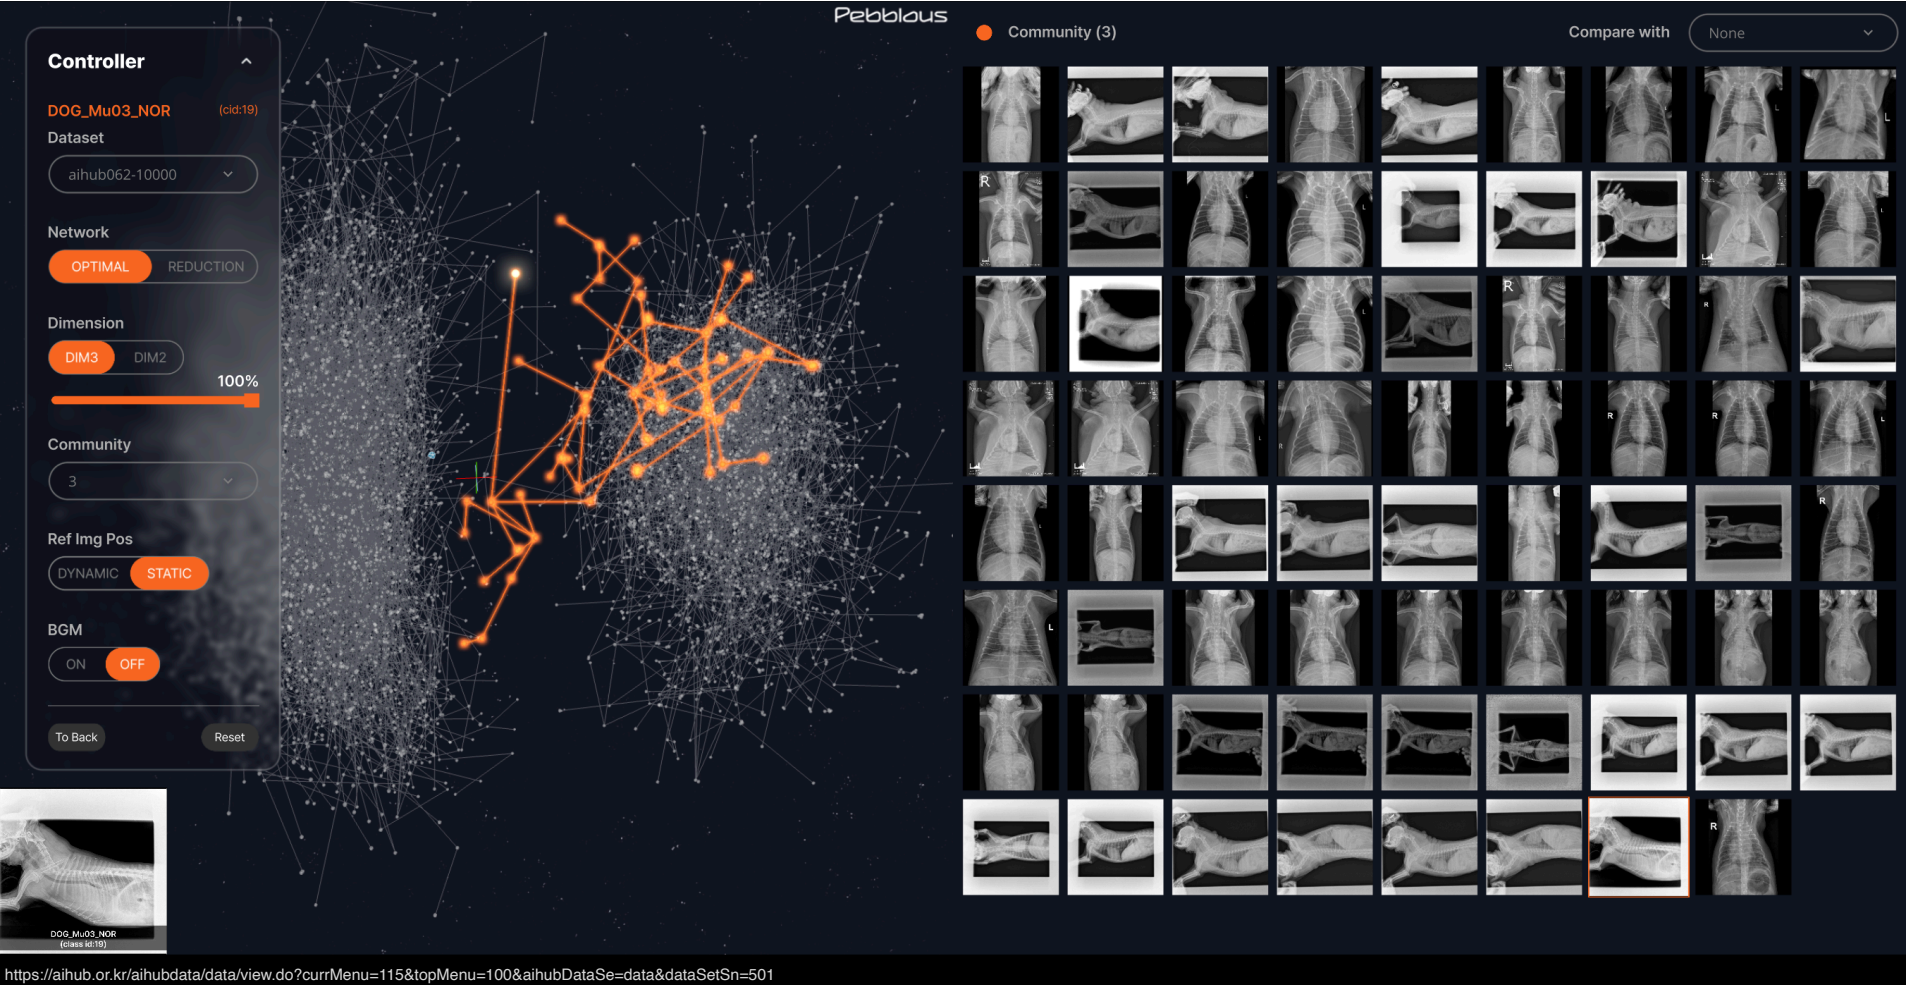 Pebblous
Controller
DOG_Mu03_NOR (cid:19)
Dataset
aihub062-10000
Network
OPTIMAL REDUCTION
Dimension
DIM3 DIM2
100%
Community
3
Ref Img Pos
DYNAMIC STATIC
BGM
ON OFF
To Back Reset
DOG_Mu03_NOR
(class id:19)
Community (3) Compare with None
L
L
R
L
L
L
R
R
L
R
R
R
L
L
R
L
R
https://aihub.or.kr/aihubdata/data/view.do?currMenu=115&topMenu=100&aihubDataSe=data&dataSetSn=501